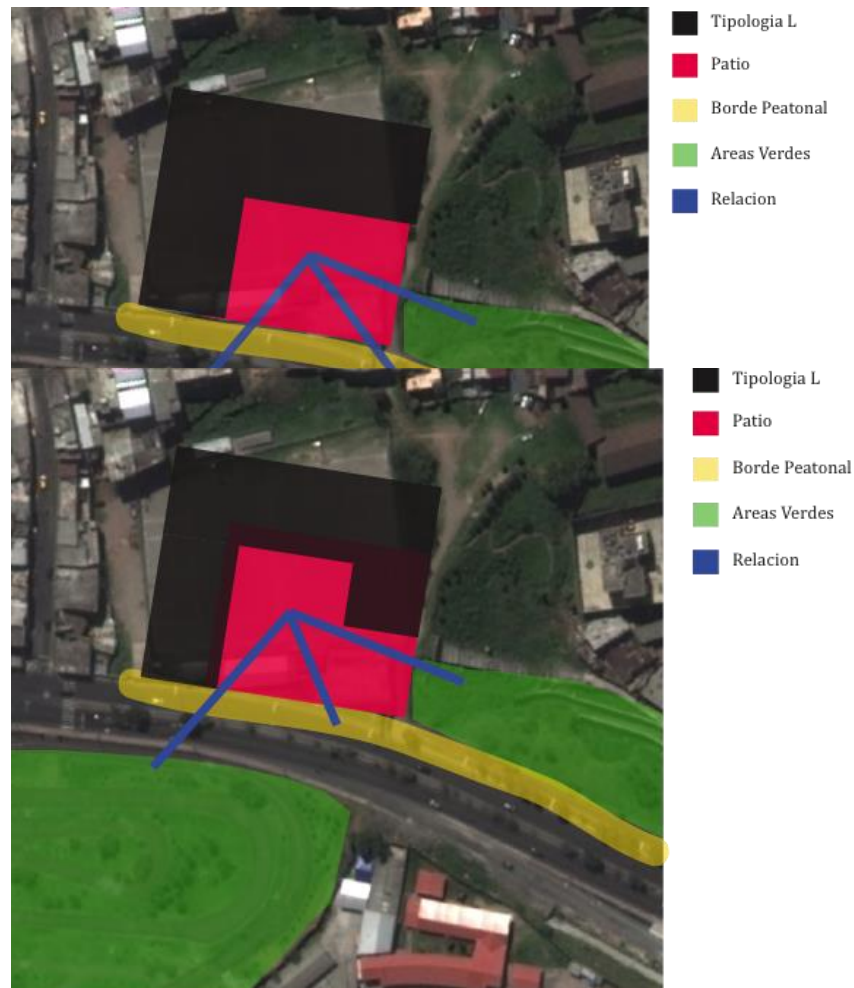 Tipologia L
Patio
Borde Peatonal
Areas Verdes
Relacion
Tipologia L
Patio
Borde Peatonal
Areas Verdes
Relacion